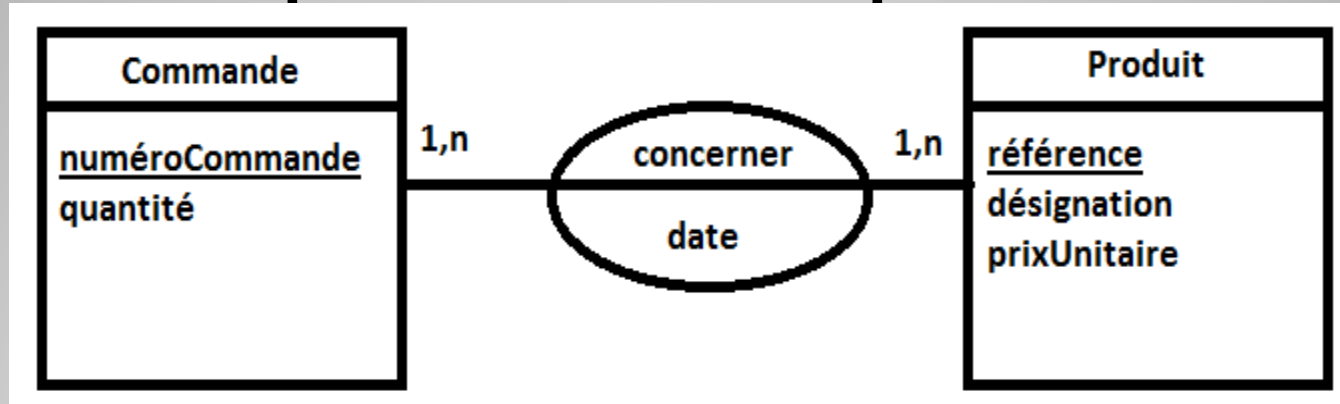 Commande
numéroCommande
quantité
1,n
concerner
date
1,n
Produit
référence
désignation
prixUnitaire